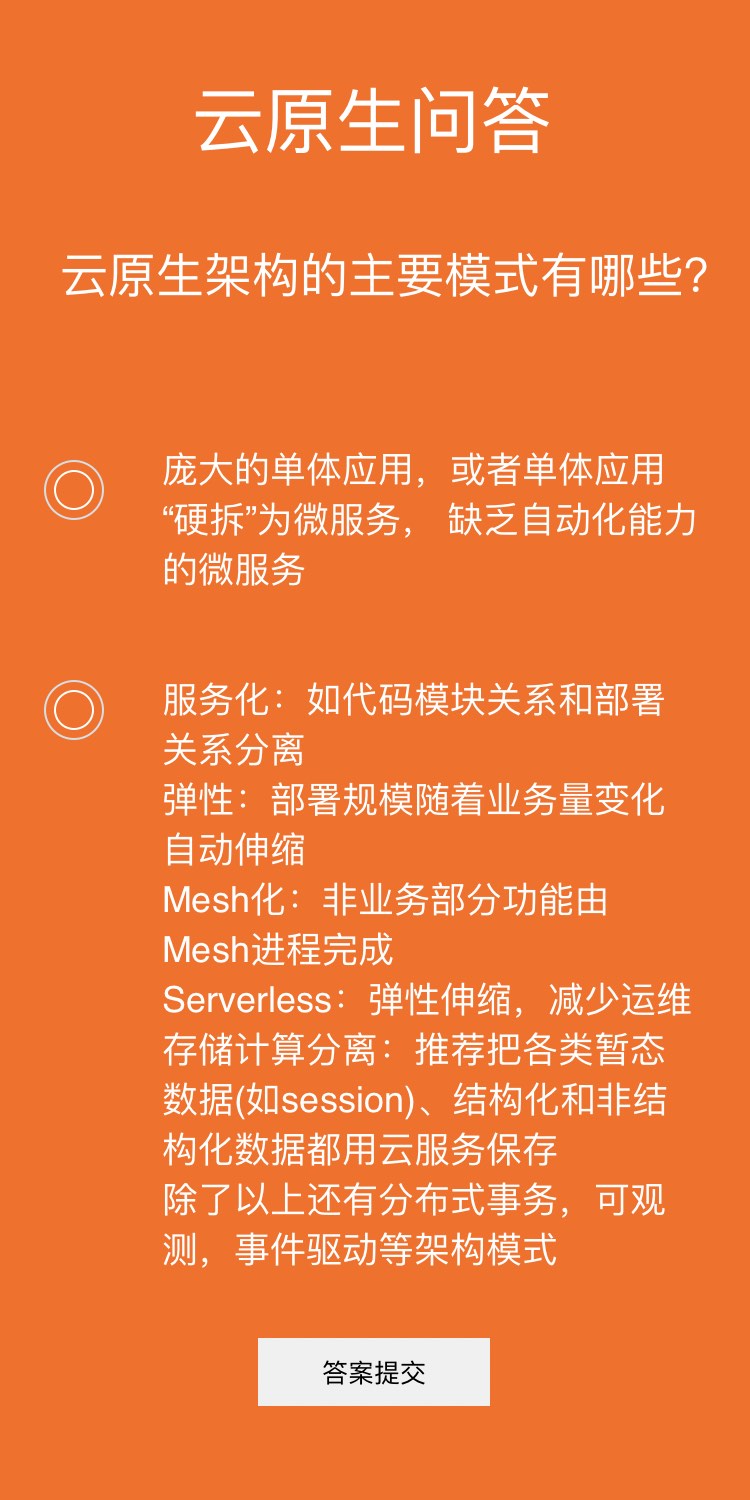 云原生问答
云原生架构的主要模式有哪些？
庞大的单体应用，或者单体应用
“硬拆”为微服务， 缺乏自动化能力
的微服务
服务化：如代码模块关系和部署
关系分离
弹性：部署规模随着业务量变化
自动伸缩
Mesh化：非业务部分功能由
Mesh进程完成
Serverless：弹性伸缩，减少运维
存储计算分离：推荐把各类暂态
数据(如session)、结构化和非结
构化数据都用云服务保存
除了以上还有分布式事务，可观
测，事件驱动等架构模式
答案提交